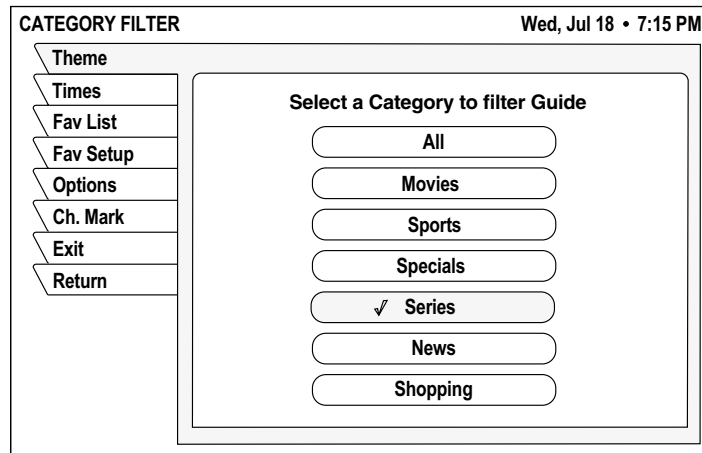 CATEGORY FILTER
Wed, Jul 18 • 7:15 PM
Theme
Times
Fav List
Fav Setup
Options
Ch. Mark
Exit
Return
Select a Category to filter Guide
All
Movies
Sports
Specials
√ Series
News
Shopping